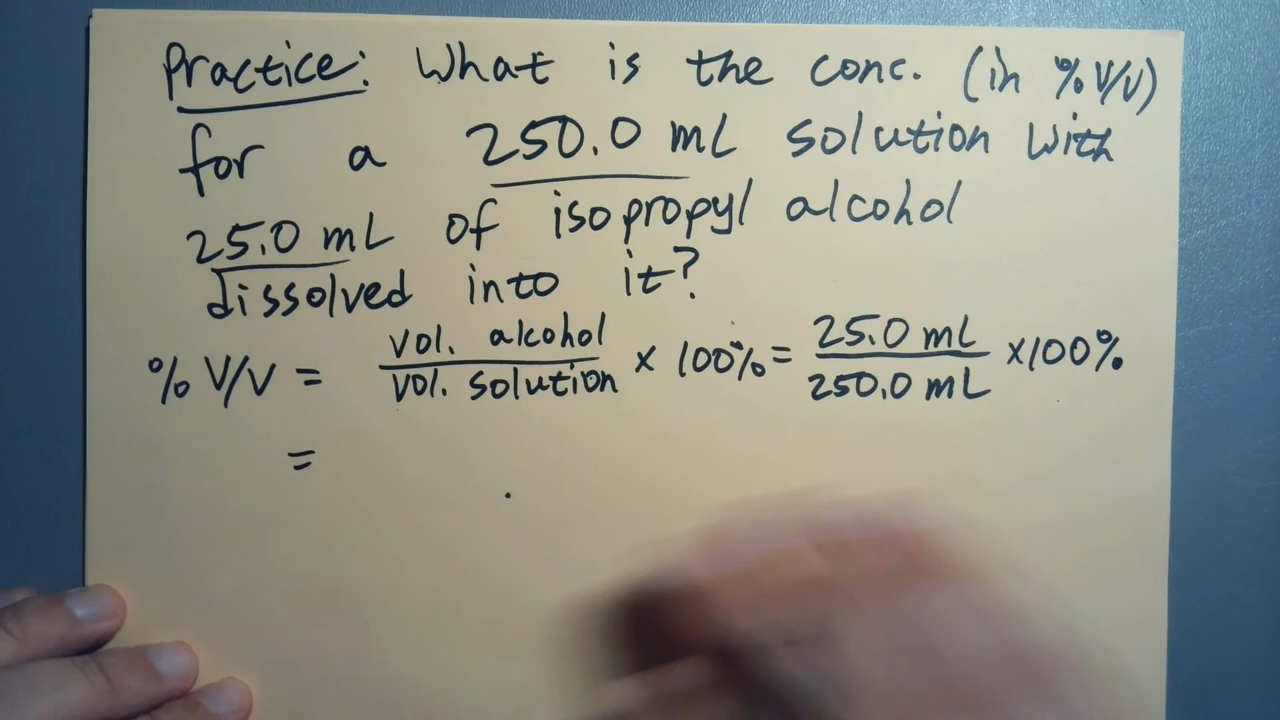 Practice: What is the conc. (in % V/V)
for a 250.0 mL solution with
25.0 mL of isopropyl alcohol
dissolved into it?
% V/V = vol. alcohol / vol. solution × 100% = 25.0 mL / 250.0 mL ×100%
=